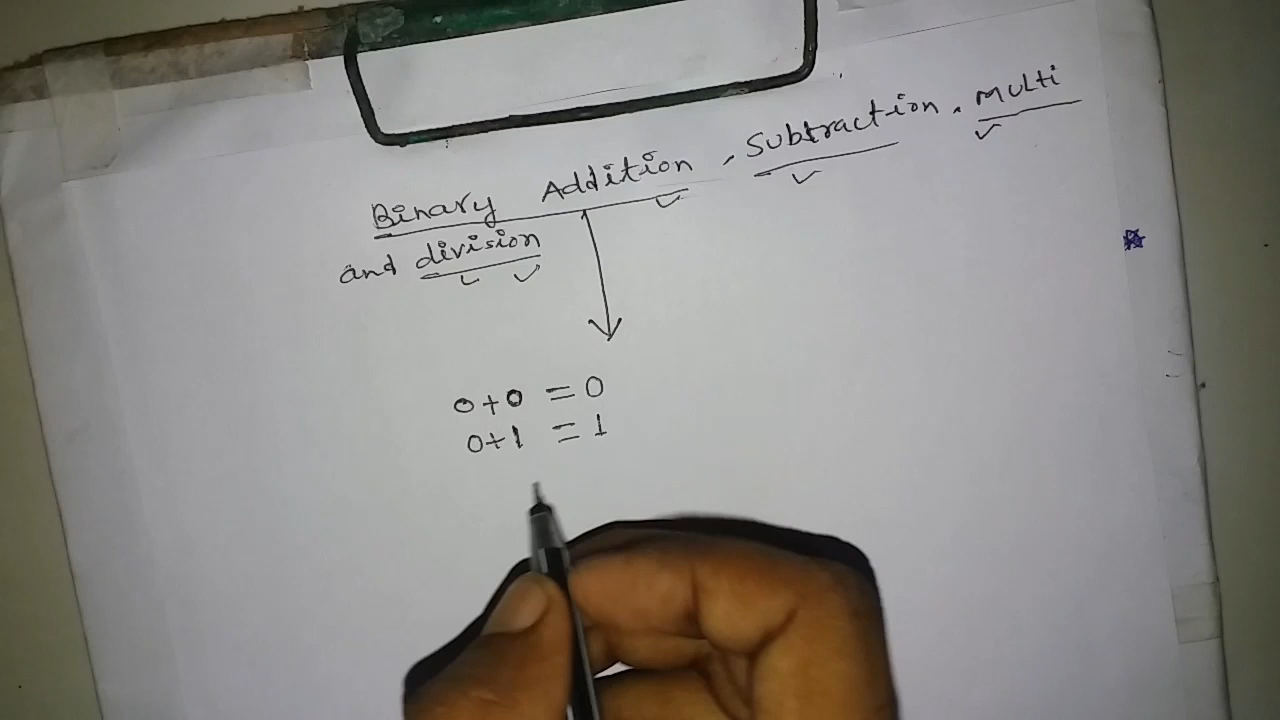 Binary Addition, Subtraction, Multi
and division
0+0 = 0
0+1 = 1